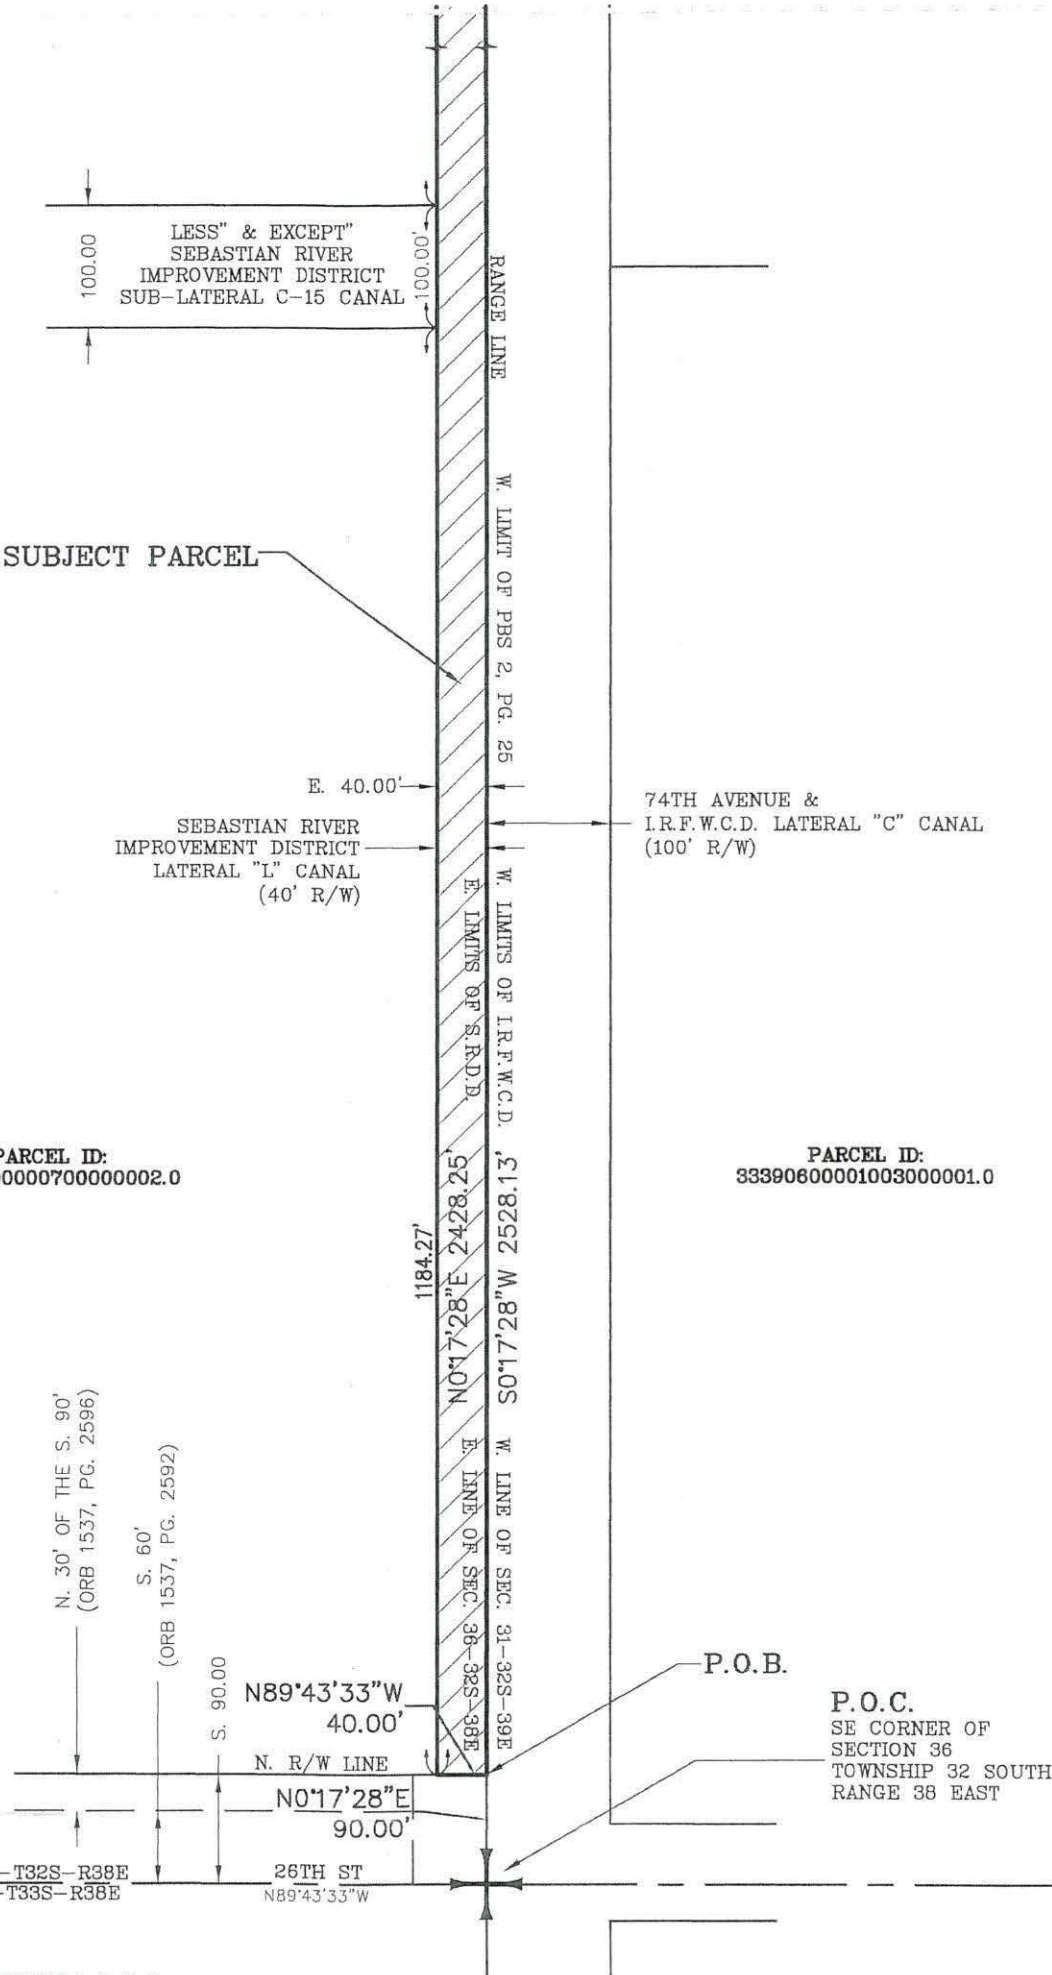 100.00
LESS" & EXCEPT"
SEBASTIAN RIVER
IMPROVEMENT DISTRICT
SUB-LATERAL C-15 CANAL
100.00'
RANGE LINE
W. LIMIT OF PBS 2, PG. 25
SUBJECT PARCEL
E. 40.00'
SEBASTIAN RIVER
IMPROVEMENT DISTRICT
LATERAL "L" CANAL
(40' R/W)
74TH AVENUE &
I.R.F.W.C.D. LATERAL "C" CANAL
(100' R/W)
E. LIMITS OF S.R.D.D.
W. LIMITS OF I.R.F.W.C.D.
PARCEL ID:
0000700000002.0
PARCEL ID:
33390600001003000001.0
1184.27'
N0°17'28"E 2428.25'
S0°17'28"W 2528.13'
E. LINE OF SEC. 36-32S-38E
W. LINE OF SEC. 31-32S-39E
N. 30' OF THE S. 90'
(ORB 1537, PG. 2596)
S. 60'
(ORB 1537, PG. 2592)
S. 90.00
N89°43'33"W
40.00'
N. R/W LINE
N0°17'28"E
90.00'
P.O.B.
P.O.C.
SE CORNER OF
SECTION 36
TOWNSHIP 32 SOUTH
RANGE 38 EAST
-T32S-R38E
-T33S-R38E
26TH ST
N89°43'33"W